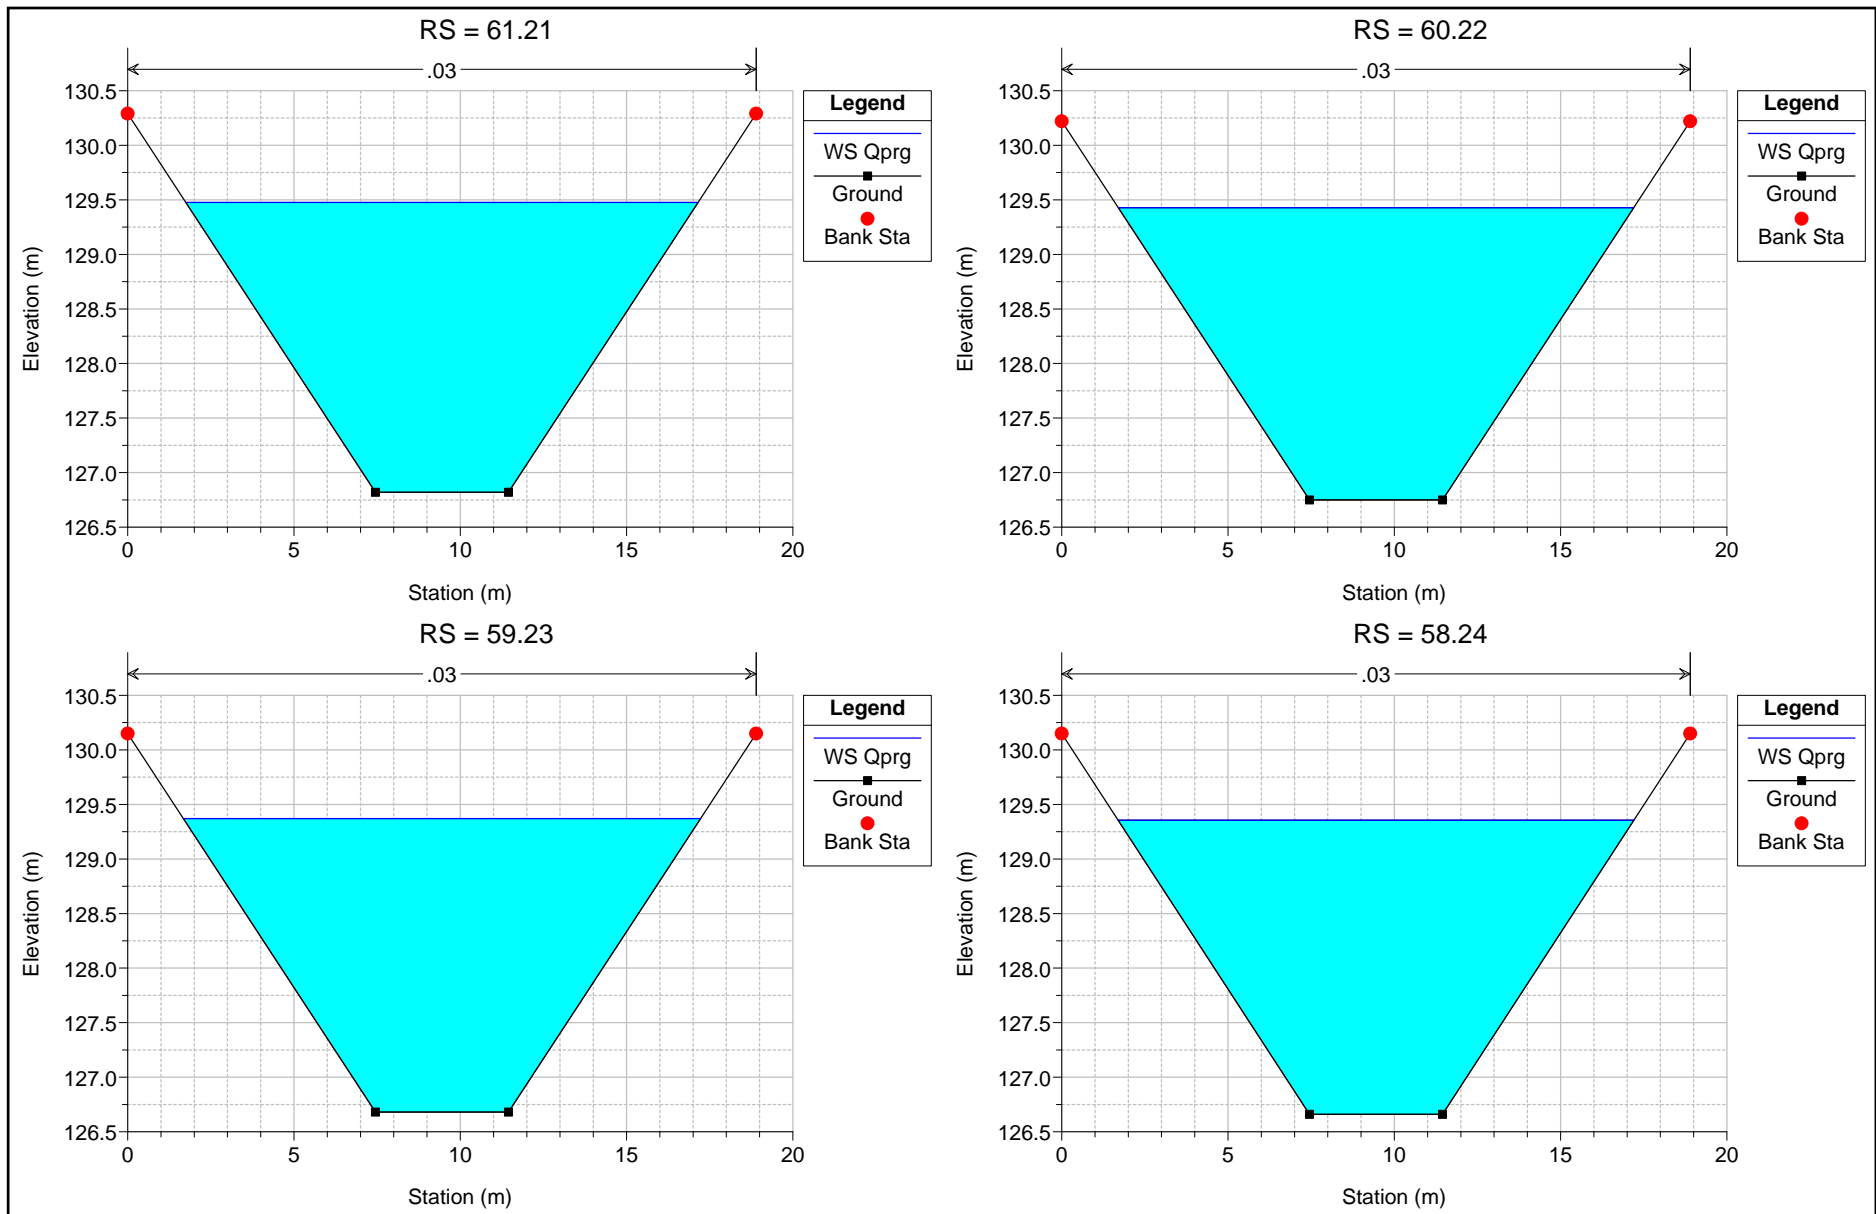 RS = 61.21
.03
130.5
130.0
129.5
129.0
128.5
128.0
127.5
127.0
126.5
0 5 10 15 20
Elevation (m)
Station (m)
Legend
WS Qprg
Ground
Bank Sta
RS = 60.22
.03
130.5
130.0
129.5
129.0
128.5
128.0
127.5
127.0
126.5
0 5 10 15 20
Elevation (m)
Station (m)
Legend
WS Qprg
Ground
Bank Sta
RS = 59.23
.03
130.5
130.0
129.5
129.0
128.5
128.0
127.5
127.0
126.5
0 5 10 15 20
Elevation (m)
Station (m)
Legend
WS Qprg
Ground
Bank Sta
RS = 58.24
.03
130.5
130.0
129.5
129.0
128.5
128.0
127.5
127.0
126.5
0 5 10 15 20
Elevation (m)
Station (m)
Legend
WS Qprg
Ground
Bank Sta